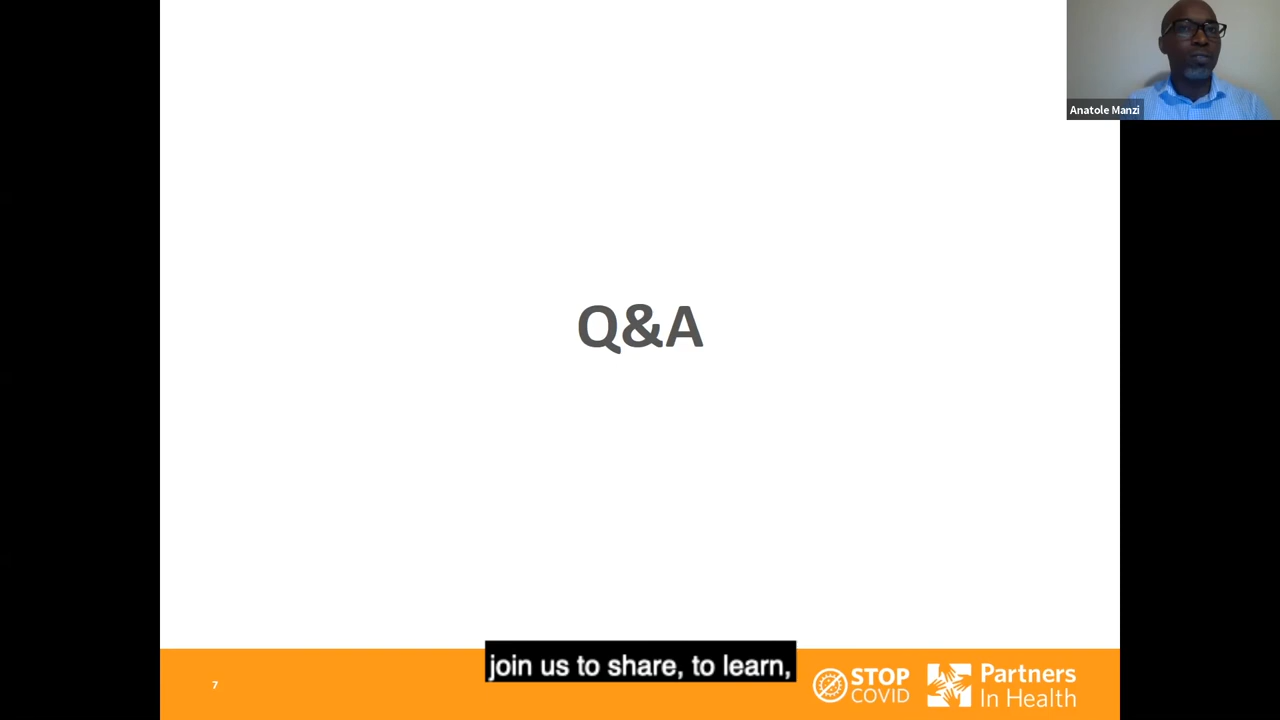 Anatole Manzi
Q&A
join us to share, to learn,
7
STOP
COVID
Partners
In Health